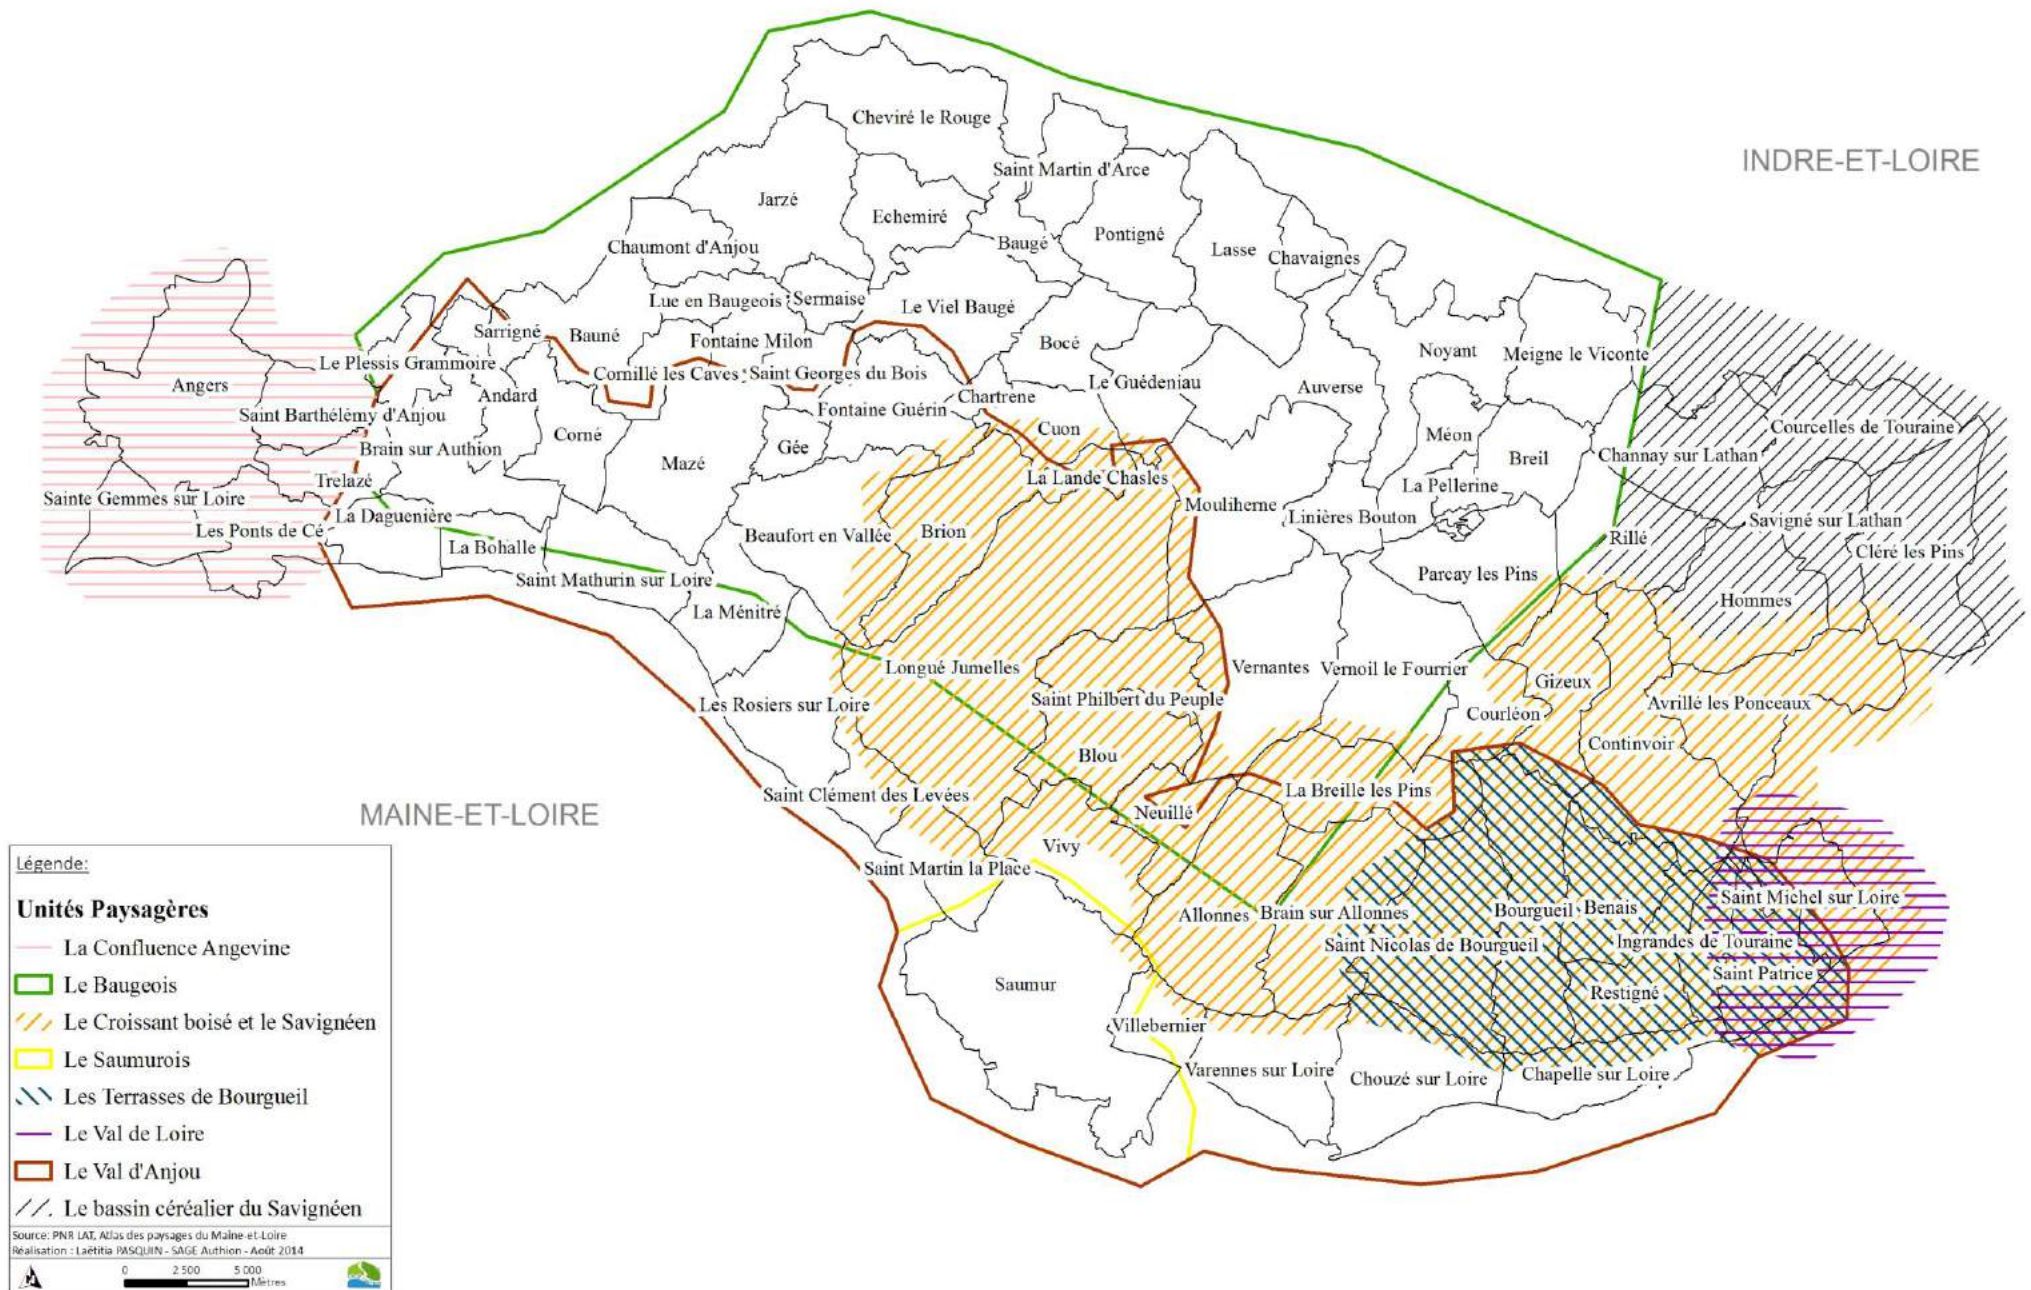 Cheviré le Rouge
INDRE-ET-LOIRE
Saint Martin d'Arce
Jarzé
Echemiré
Pontigné
Baugé
Lasse
Chaumont d'Anjou
Chavaignes
Lue en Baugeois
Sermaise
Le Viel Baugé
Sarrigné
Bauné
Fontaine Milon
Bocé
Noyant
Meigne le Viconte
Le Plessis Grammoire
Cornillé les Caves
Saint Georges du Bois
Le Guédeniau
Angers
Auverse
Andard
Chartrene
Fontaine Guérin
Saint Barthélémy d'Anjou
Cuon
Courcelles de Touraine
Corné
Méon
Brain sur Authion
Gée
Channay sur Lathan
Mazé
Breil
Trelazé
La Lande Chasles
La Pellerine
Sainte Gemmes sur Loire
Mouliherne
La Daguenière
Linières Bouton
Savigné sur Lathan
Les Ponts de Cé
Brion
Beaufort en Vallée
Rillé
La Bohalle
Cléré les Pins
Saint Mathurin sur Loire
Parcay les Pins
Hommes
La Ménitré
Longué Jumelles
Vernantes
Vernoil le Fourrier
Gizeux
Saint Philbert du Peuple
Les Rosiers sur Loire
Avrillé les Ponceaux
Courléon
Continvoir
Blou
La Breille les Pins
Saint Clément des Levées
Neuillé
MAINE-ET-LOIRE
Vivy
Saint Martin la Place
Saint Michel sur Loire
Allonnes
Brain sur Allonnes
Bourgueil
Benais
Saint Nicolas de Bourgueil
Ingrandes de Touraine
Saint Patrice
Saumur
Restigné
Villebernier
Varennes sur Loire
Chouzé sur Loire
Chapelle sur Loire
Légende:
Unités Paysagères
La Confluence Angevine
Le Baugeois
Le Croissant boisé et le Savignéen
Le Saumurois
Les Terrasses de Bourgueil
Le Val de Loire
Le Val d'Anjou
Le bassin céréalier du Savignéen
Source: PNR LAT, Atlas des paysages du Maine-et-Loire
Réalisation : Laëtitia PASQUIN - SAGE Authion - Août 2014
0 2 500 5 000
Mètres